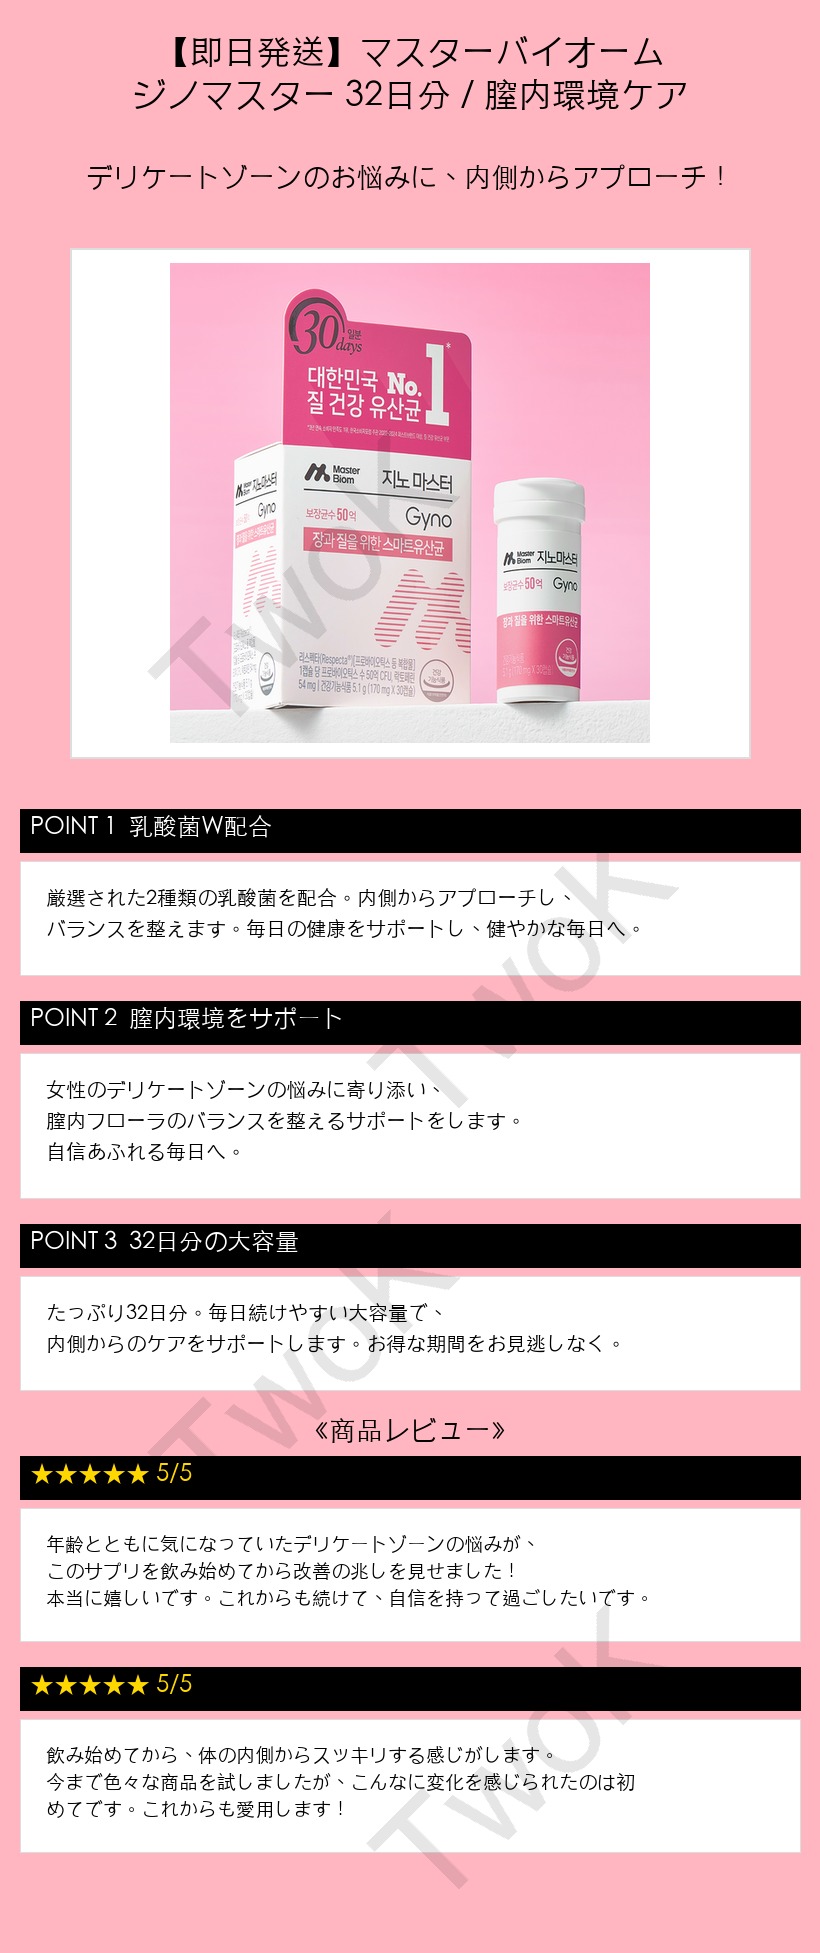 【即日発送】マスターバイオーム
ジノマスター 32日分 / 膣内環境ケア
デリケートゾーンのお悩みに、内側からアプローチ！
30 일분
days
대한민국 No.1*
질 건강 유산균
Master Biom 지노마스터
Gyno
Master Biom 지노 마스터
보장균수 50억 Gyno
장과 질을 위한 스마트유산균
리스펙타(Respecta®)[프로바이오틱스 등 복합물]
1캡슐 당 프로바이오틱스 수 50억 CFU, 락토페린
54 mg | 건강기능식품 5.1 g (170 mg X 30캡슐)
건강
기능식품
Master Biom 지노마스터
보장균수 50억 Gyno
장과 질을 위한 스마트유산균
TwoK
POINT 1 乳酸菌W配合
厳選された2種類の乳酸菌を配合。内側からアプローチし、
バランスを整えます。毎日の健康をサポートし、健やかな毎日へ。
TwoK
POINT 2 膣内環境をサポート
女性のデリケートゾーンの悩みに寄り添い、
膣内フローラのバランスを整えるサポートをします。
自信あふれる毎日へ。
POINT 3 32日分の大容量
たっぷり32日分。毎日続けやすい大容量で、
内側からのケアをサポートします。お得な期間をお見逃しなく。
TwoK
《商品レビュー》
★★★★★ 5/5
年齢とともに気になっていたデリケートゾーンの悩みが、
このサプリを飲み始めてから改善の兆しを見せました！
本当に嬉しいです。これからも続けて、自信を持って過ごしたいです。
★★★★★ 5/5
飲み始めてから、体の内側からスッキリする感じがします。
今まで色々な商品を試しましたが、こんなに変化を感じられたのは初
めてです。これからも愛用します！
TwoK